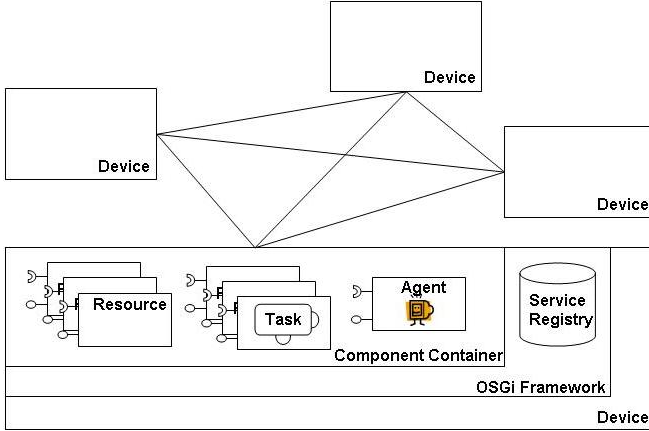 Device
Device
Device
Resource
Task
Agent
Service
Registry
Component Container
OSGi Framework
Device